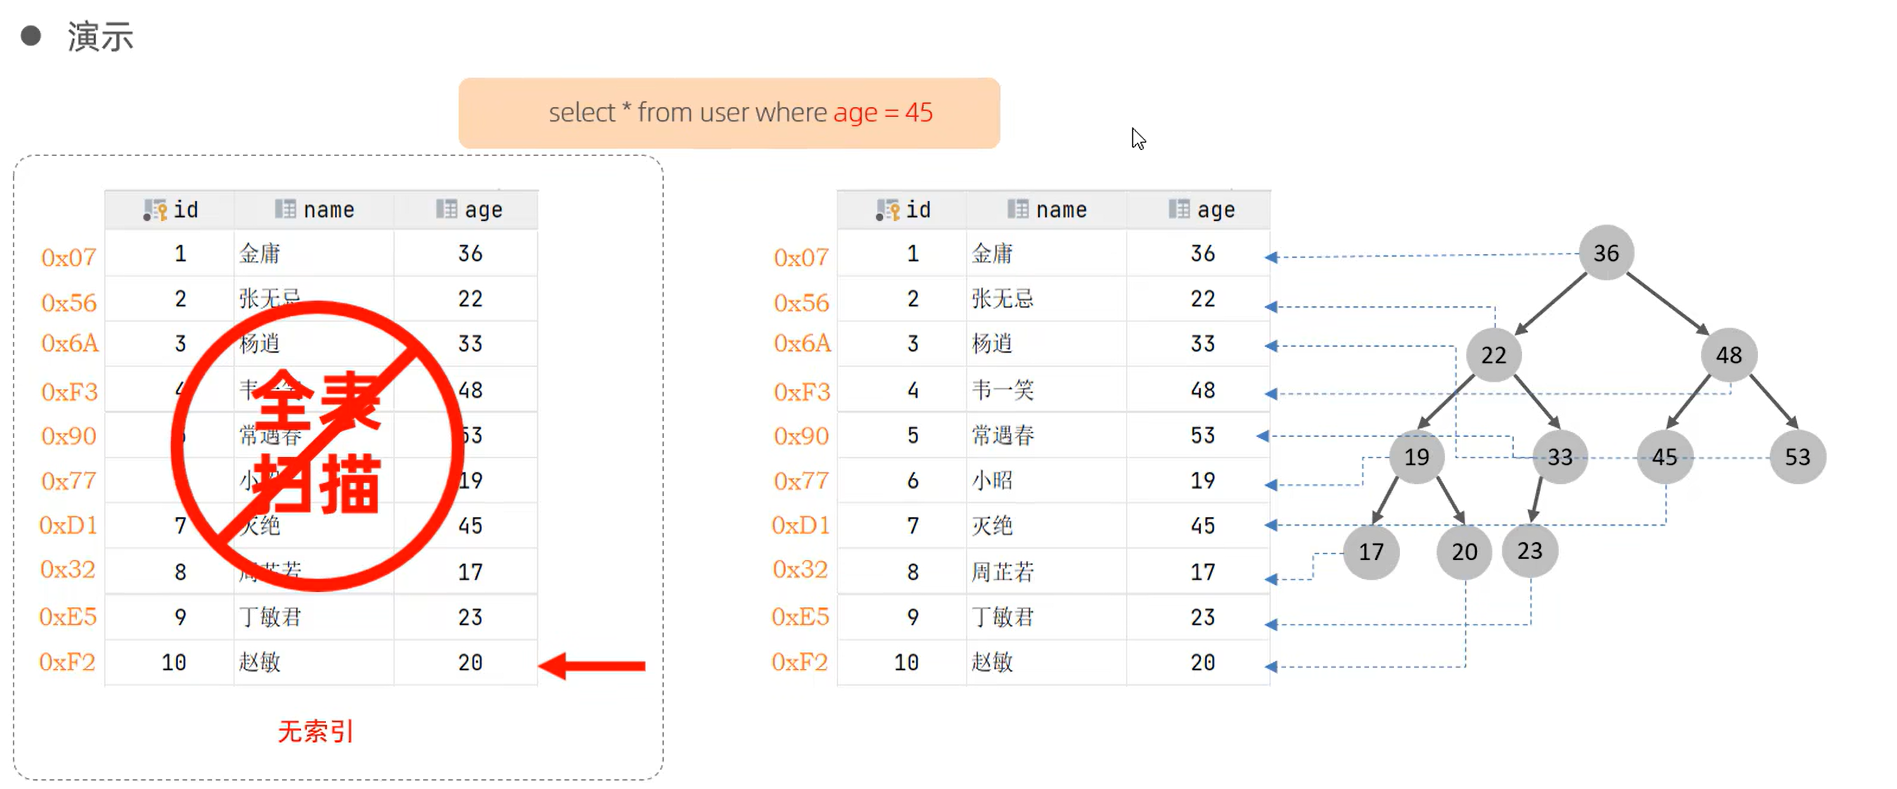 演示
select * from user where age = 45
id name age
0x07 1 金庸 36
0x56 2 张无忌 22
0x6A 3 杨逍 33
0xF3 4 韦一笑 48
0x90 5 常遇春 53
0x77 小昭 19
0xD1 7 灭绝 45
0x32 8 周芷若 17
0xE5 9 丁敏君 23
0xF2 10 赵敏 20
全表
扫描
无索引
id name age
0x07 1 金庸 36
0x56 2 张无忌 22
0x6A 3 杨逍 33
0xF3 4 韦一笑 48
0x90 5 常遇春 53
0x77 6 小昭 19
0xD1 7 灭绝 45
0x32 8 周芷若 17
0xE5 9 丁敏君 23
0xF2 10 赵敏 20
36
22 48
19 33 45 53
17 20 23